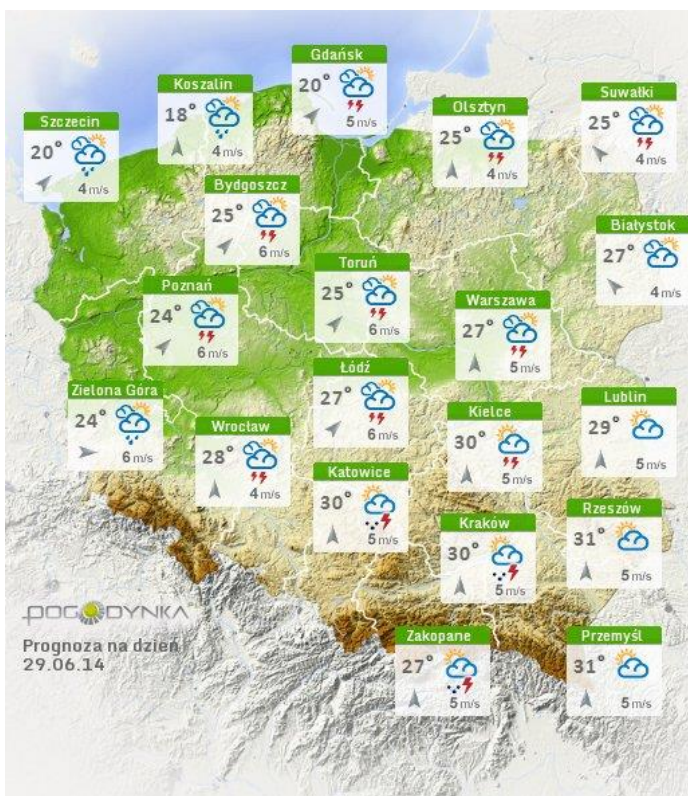 Gdańsk
20°
5 m/s
Koszalin
18°
4 m/s
Suwałki
25°
4 m/s
Olsztyn
25°
4 m/s
Szczecin
20°
4 m/s
Bydgoszcz
25°
6 m/s
Białystok
27°
4 m/s
Toruń
25°
6 m/s
Poznań
24°
6 m/s
Warszawa
27°
5 m/s
Łódź
27°
6 m/s
Zielona Góra
24°
6 m/s
Lublin
29°
5 m/s
Kielce
30°
5 m/s
Wrocław
28°
4 m/s
Katowice
30°
5 m/s
Rzeszów
31°
5 m/s
Kraków
30°
5 m/s
POGODYNKA
Prognoza na dzień
29.06.14
Zakopane
27°
5 m/s
Przemyśl
31°
5 m/s